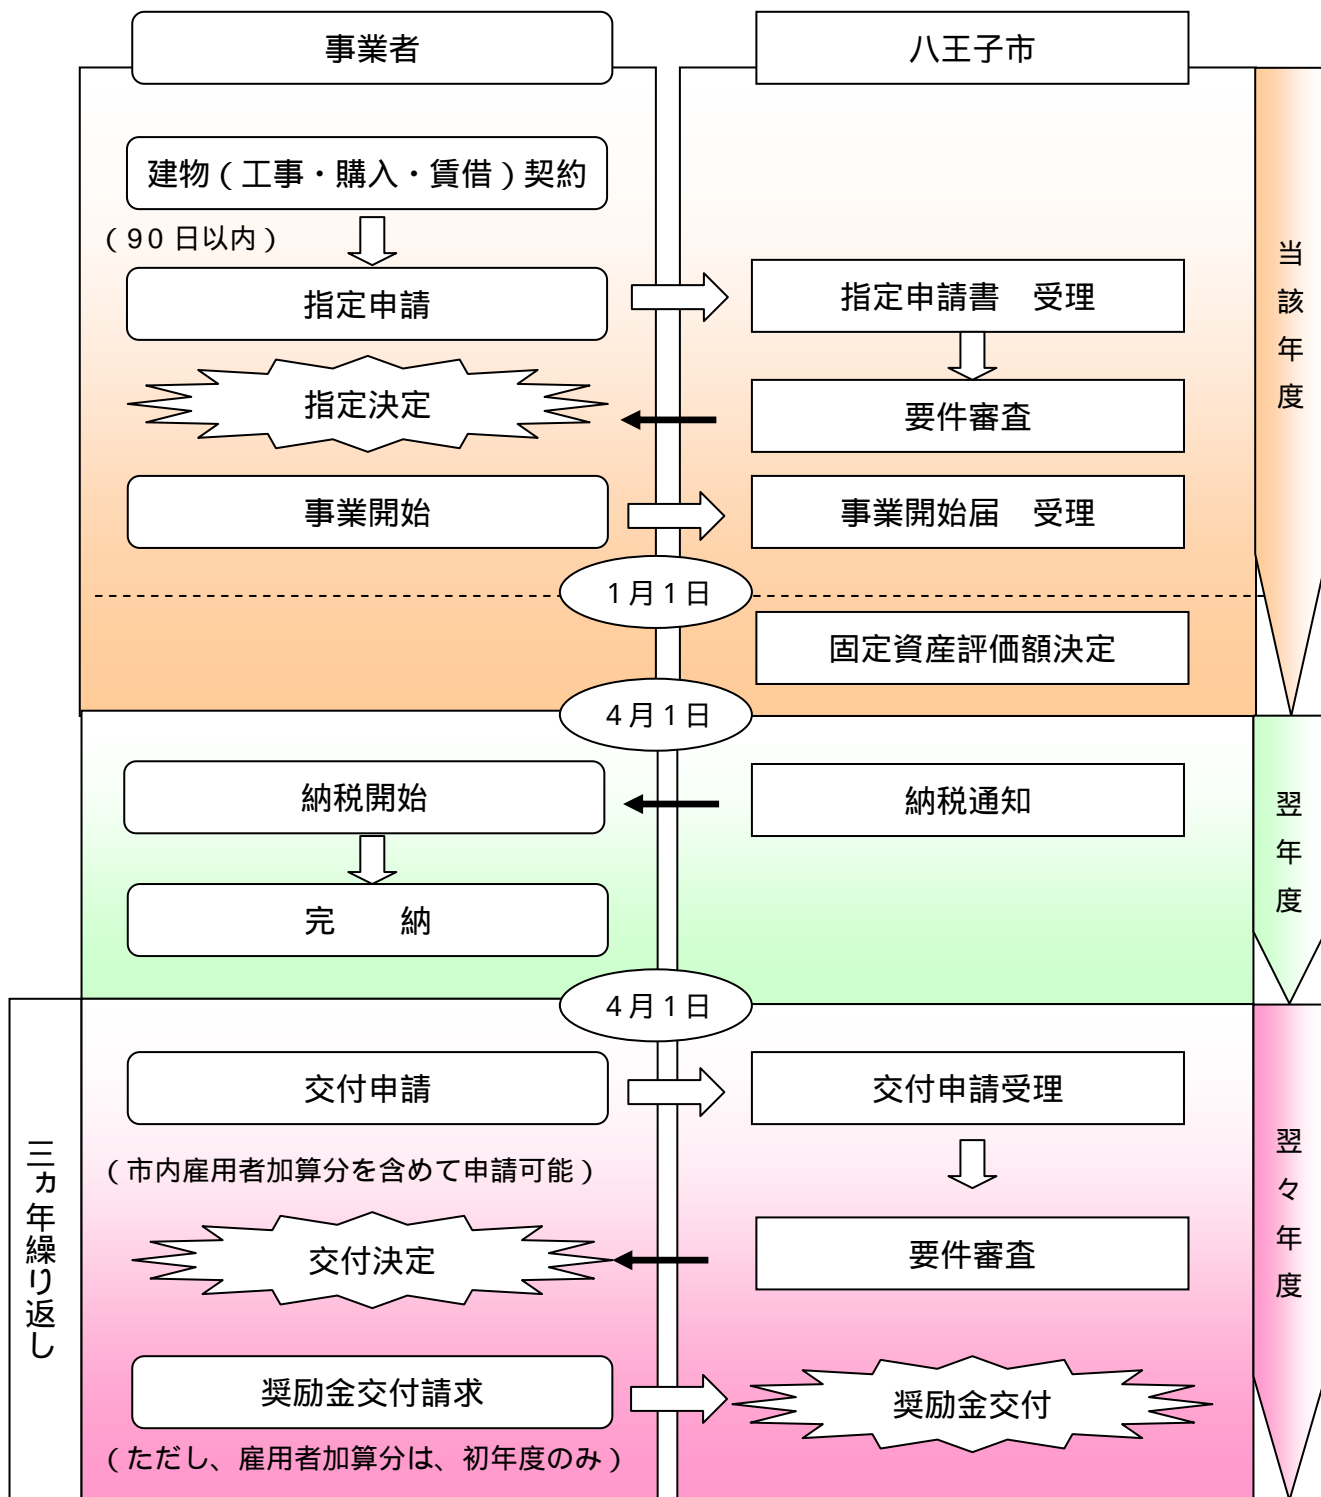 事業者
八王子市
建物(工事・購入・賃借)契約
(90日以内)
指定申請
指定申請書　受理
指定決定
要件審査
事業開始
事業開始届　受理
1月1日
固定資産評価額決定
当該年度
4月1日
納税開始
納税通知
完　　納
翌年度
4月1日
交付申請
交付申請受理
(市内雇用者加算分を含めて申請可能)
交付決定
要件審査
奨励金交付請求
奨励金交付
(ただし、雇用者加算分は、初年度のみ)
三ヵ年繰り返し
翌々年度